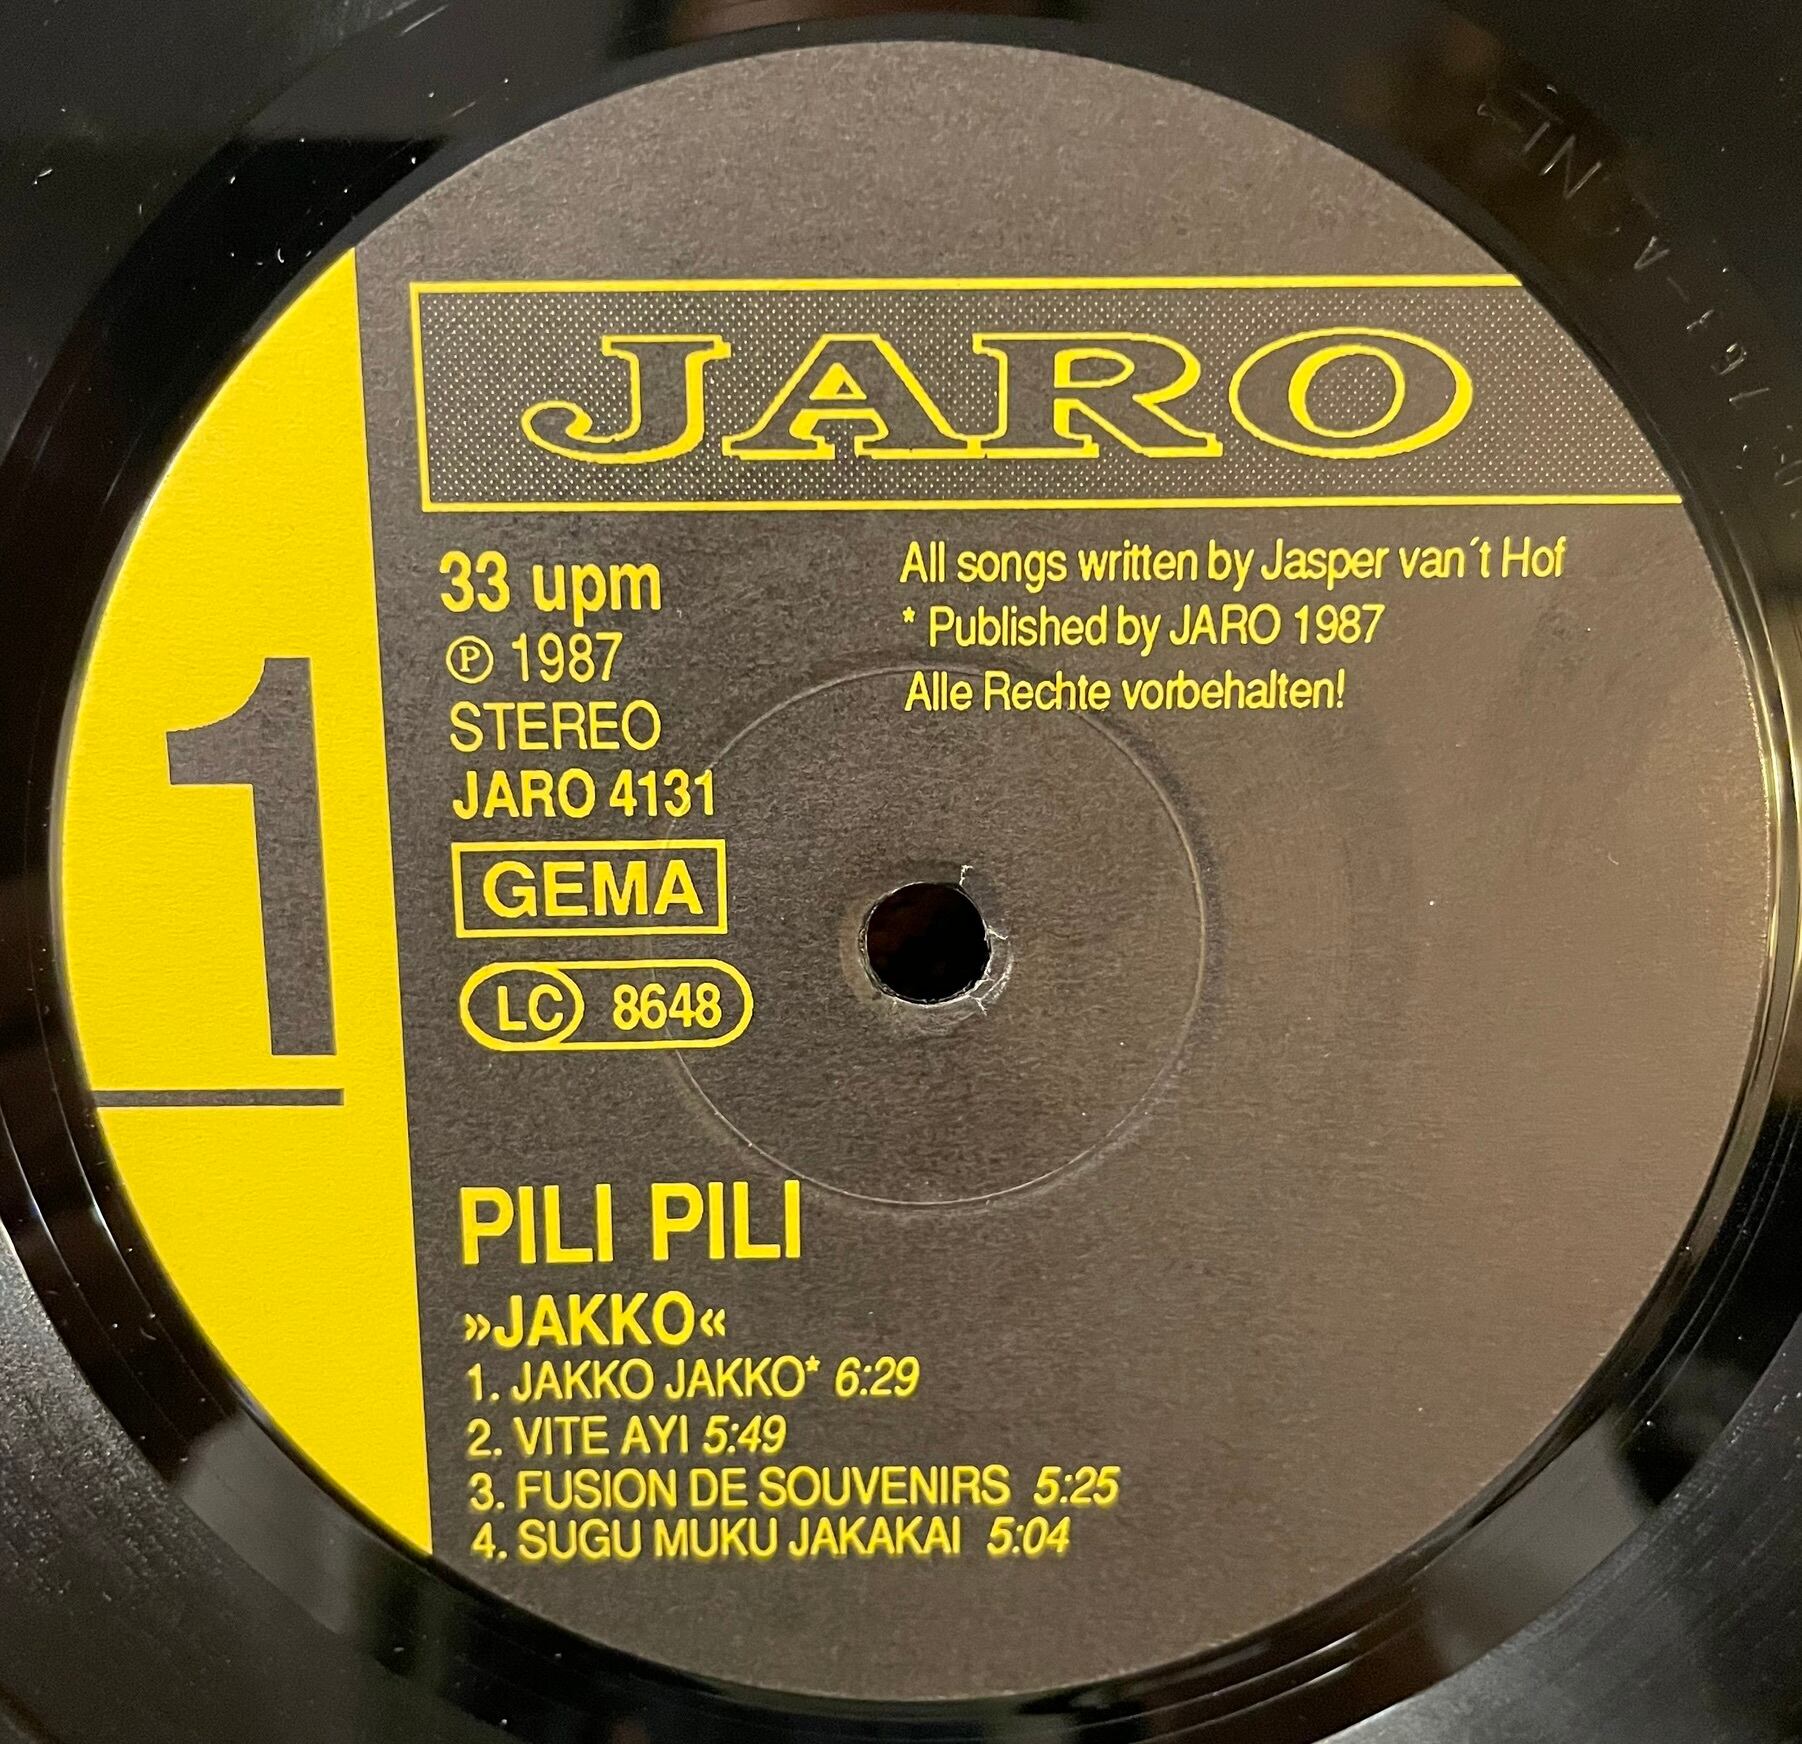 JARO
33 upm
℗ 1987
STEREO
JARO 4131
GEMA
LC 8648
All songs written by Jasper van´t Hof
* Published by JARO 1987
Alle Rechte vorbehalten!
1
PILI PILI
»JAKKO«
1. JAKKO JAKKO* 6:29
2. VITE AYI 5:49
3. FUSION DE SOUVENIRS 5:25
4. SUGU MUKU JAKAKAI 5:04